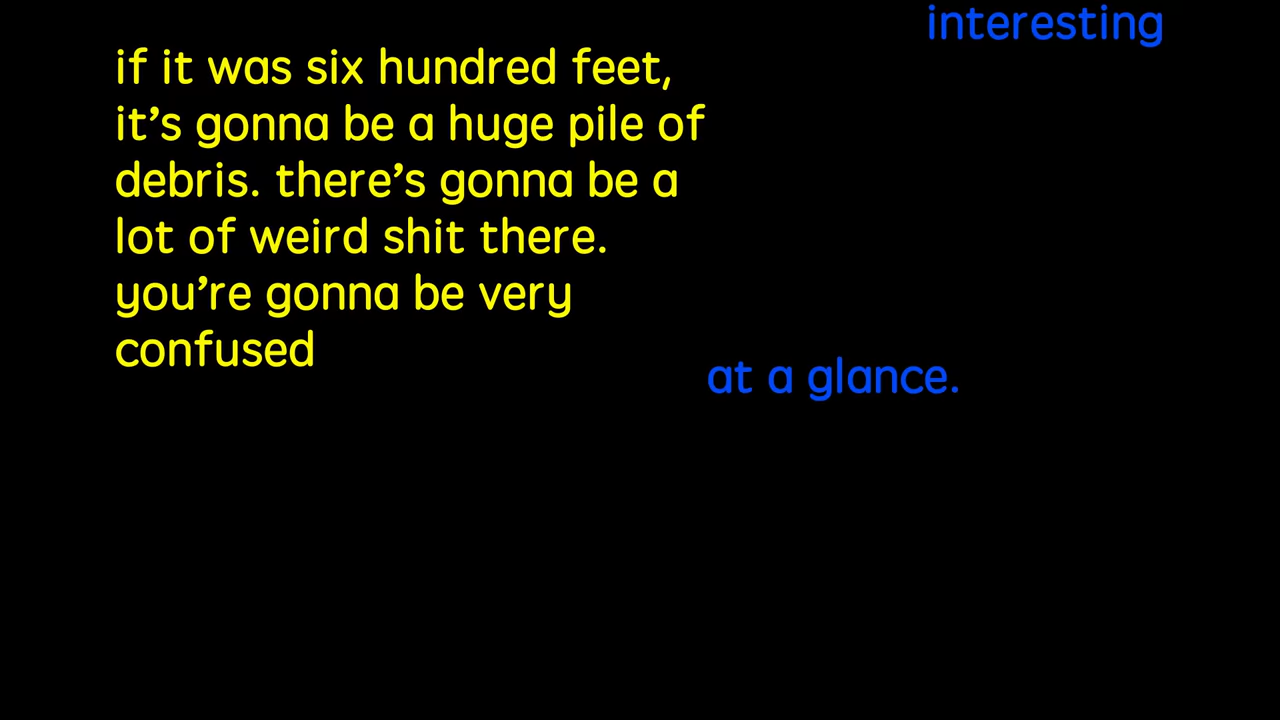 interesting
if it was six hundred feet,
it’s gonna be a huge pile of
debris. there’s gonna be a
lot of weird shit there.
you’re gonna be very
confused
at a glance.